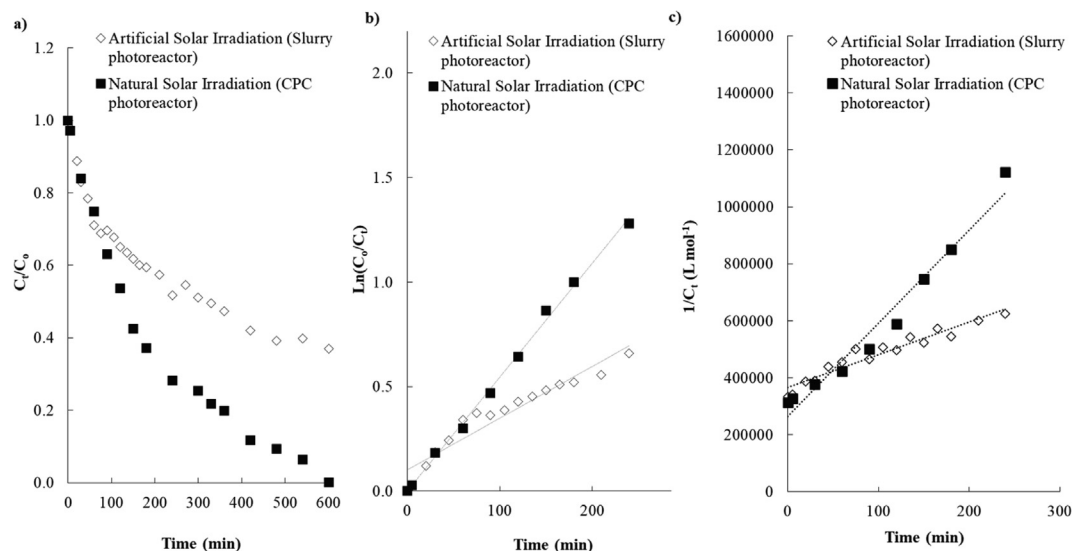 a)
1.2
1.0
0.8
0.6
0.4
0.2
0.0
Ct/Co
0 100 200 300 400 500 600
Time (min)
Artificial Solar Irradiation (Slurry
photoreactor)
Natural Solar Irradiation (CPC
photoreactor)
b)
2.0
1.5
1.0
0.5
0.0
Ln(Co/Ct)
0 100 200
Time (min)
Artificial Solar Irradiation (Slurry
photoreactor)
Natural Solar Irradiation (CPC
photoreactor)
c)
1600000
1400000
1200000
1000000
800000
600000
400000
200000
0
1/Ct (L mol-1)
0 100 200 300
Time (min)
Artificial Solar Irradiation (Slurry
photoreactor)
Natural Solar Irradiation (CPC
photoreactor)